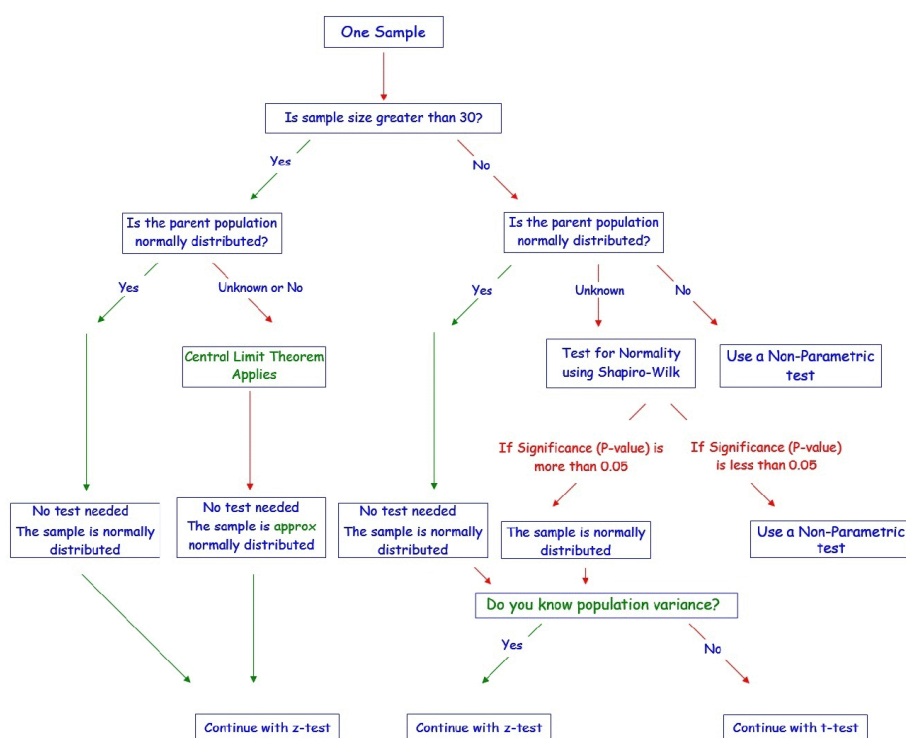 One Sample
Is sample size greater than 30?
Yes
No
Is the parent population
normally distributed?
Is the parent population
normally distributed?
Yes
Unknown or No
Yes
Unknown
No
Central Limit Theorem
Applies
Test for Normality
using Shapiro-Wilk
Use a Non-Parametric
test
If Significance (P-value) is
more than 0.05
If Significance (P-value)
is less than 0.05
No test needed
The sample is normally
distributed
No test needed
The sample is approx
normally distributed
No test needed
The sample is normally
distributed
The sample is normally
distributed
Use a Non-Parametric
test
Do you know population variance?
Yes
No
Continue with z-test
Continue with z-test
Continue with t-test